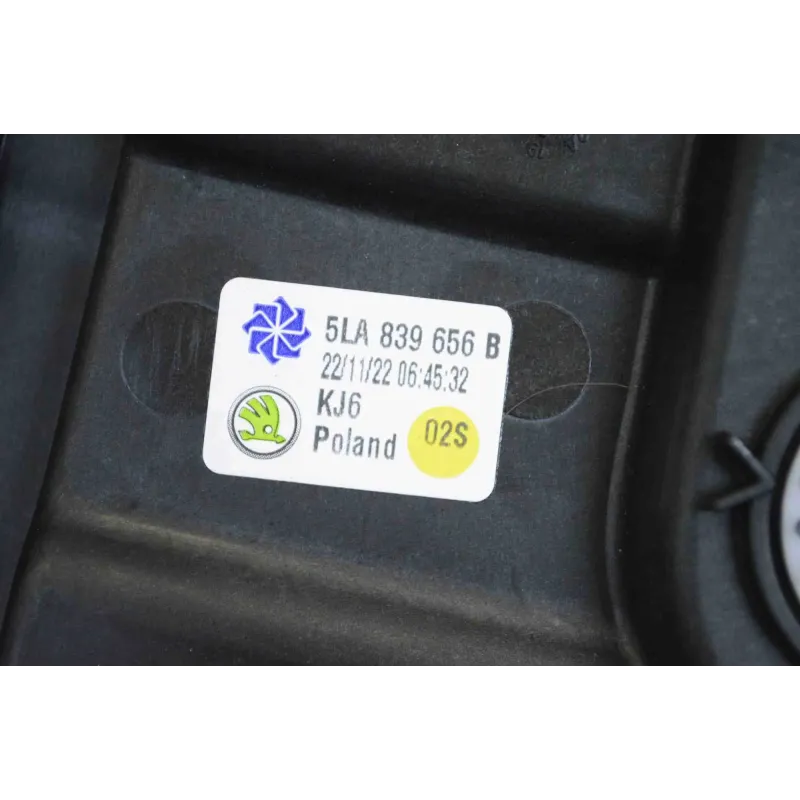 5LA 839 656 B
22/11/22 06:45:32
KJ6
Poland 02S